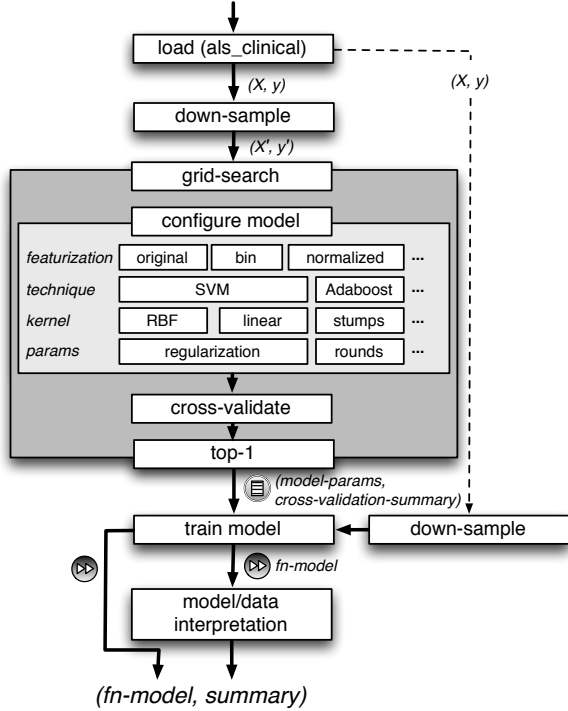 load (als_clinical)
(X, y)
(X, y)
down-sample
(X', y')
grid-search
configure model
featurization original bin normalized ...
technique SVM Adaboost ...
kernel RBF linear stumps ...
params regularization rounds ...
cross-validate
top-1
(model-params,
cross-validation-summary)
train model
down-sample
fn-model
model/data
interpretation
(fn-model, summary)